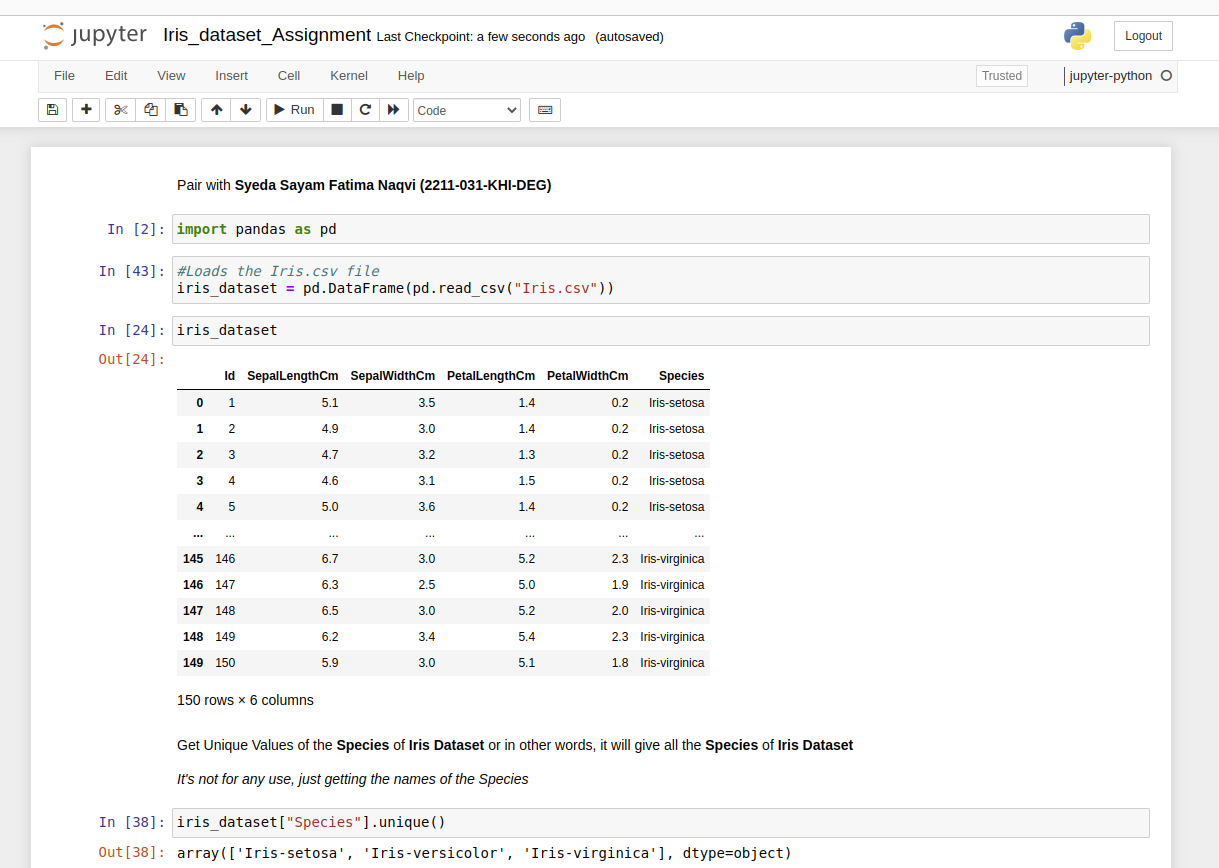 jupyter Iris_dataset_Assignment Last Checkpoint: a few seconds ago (autosaved) Logout
File Edit View Insert Cell Kernel Help Trusted jupyter-python
Run Code
Pair with Syeda Sayam Fatima Naqvi (2211-031-KHI-DEG)
In [2]: import pandas as pd
In [43]: #Loads the Iris.csv file
iris_dataset = pd.DataFrame(pd.read_csv("Iris.csv"))
In [24]: iris_dataset
Out[24]:
Id SepalLengthCm SepalWidthCm PetalLengthCm PetalWidthCm Species
0 1 5.1 3.5 1.4 0.2 Iris-setosa
1 2 4.9 3.0 1.4 0.2 Iris-setosa
2 3 4.7 3.2 1.3 0.2 Iris-setosa
3 4 4.6 3.1 1.5 0.2 Iris-setosa
4 5 5.0 3.6 1.4 0.2 Iris-setosa
... ... ... ... ... ... ...
145 146 6.7 3.0 5.2 2.3 Iris-virginica
146 147 6.3 2.5 5.0 1.9 Iris-virginica
147 148 6.5 3.0 5.2 2.0 Iris-virginica
148 149 6.2 3.4 5.4 2.3 Iris-virginica
149 150 5.9 3.0 5.1 1.8 Iris-virginica
150 rows × 6 columns
Get Unique Values of the Species of Iris Dataset or in other words, it will give all the Species of Iris Dataset
It's not for any use, just getting the names of the Species
In [38]: iris_dataset["Species"].unique()
Out[38]: array(['Iris-setosa', 'Iris-versicolor', 'Iris-virginica'], dtype=object)